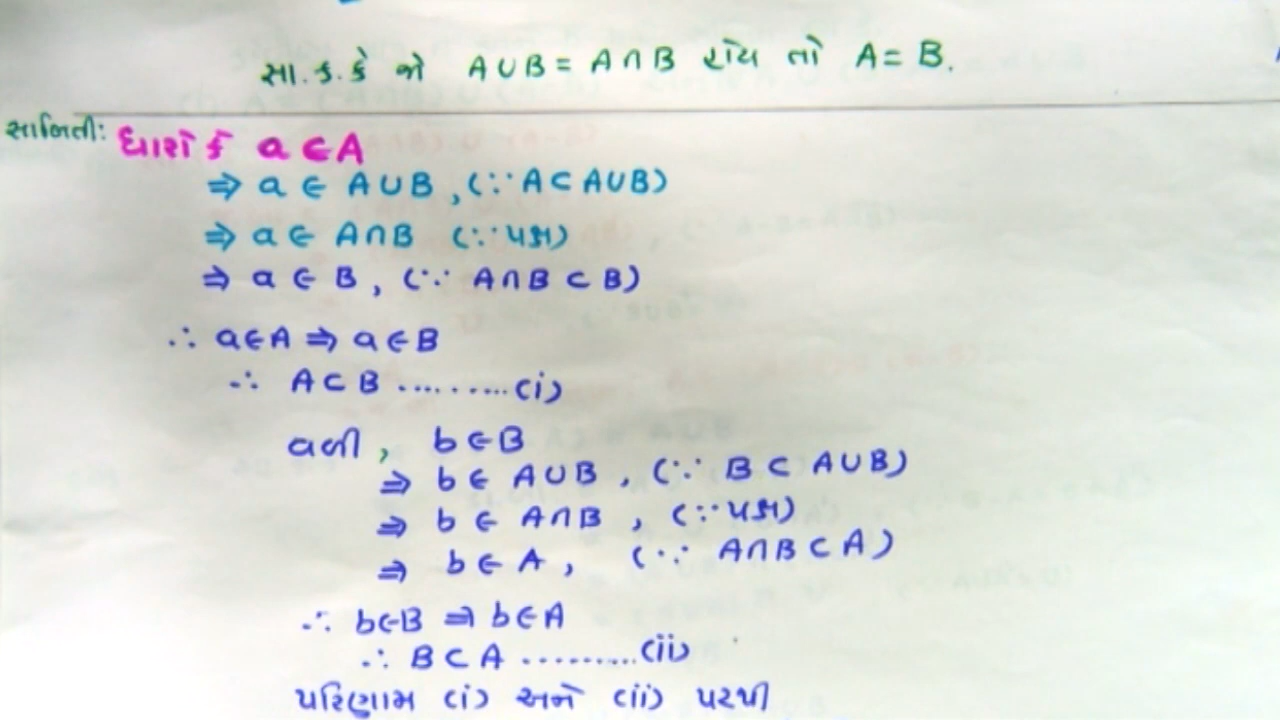 સા.ક.કે જો A∪B = A∩B હોય તો A = B.
સાબિતી: ધારો કે a ∈ A
⇒ a ∈ A∪B , (∵ A ⊂ A∪B)
⇒ a ∈ A∩B (∵ પક્ષ)
⇒ a ∈ B , (∵ A∩B ⊂ B)
∴ a∈A ⇒ a∈B
∴ A ⊂ B .......... (i)
વળી , b ∈ B
⇒ b ∈ A∪B , (∵ B ⊂ A∪B)
⇒ b ∈ A∩B , (∵ પક્ષ)
⇒ b ∈ A , (∵ A∩B ⊂ A)
∴ b∈B ⇒ b∈A
∴ B ⊂ A .......... (ii)
પરિણામ (i) અને (ii) પરથી